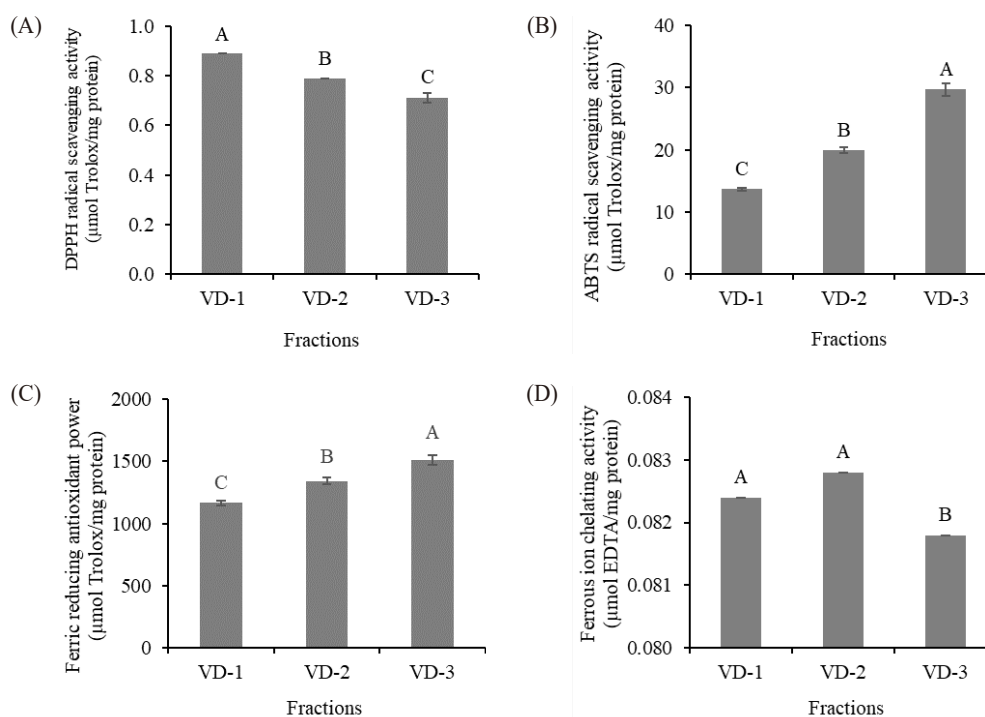 (A)
DPPH radical scavenging activity
(µmol Trolox/mg protein)
1.0
0.8
0.6
0.4
0.2
0.0
A
B
C
VD-1 VD-2 VD-3
Fractions
(B)
ABTS radical scavenging activity
(µmol Trolox/mg protein)
40
30
20
10
0
C
B
A
VD-1 VD-2 VD-3
Fractions
(C)
Ferric reducing antioxidant power
(µmol Trolox/mg protein)
2000
1500
1000
500
0
C
B
A
VD-1 VD-2 VD-3
Fractions
(D)
Ferrous ion chelating activity
(µmol EDTA/mg protein)
0.084
0.083
0.082
0.081
0.080
A
A
B
VD-1 VD-2 VD-3
Fractions